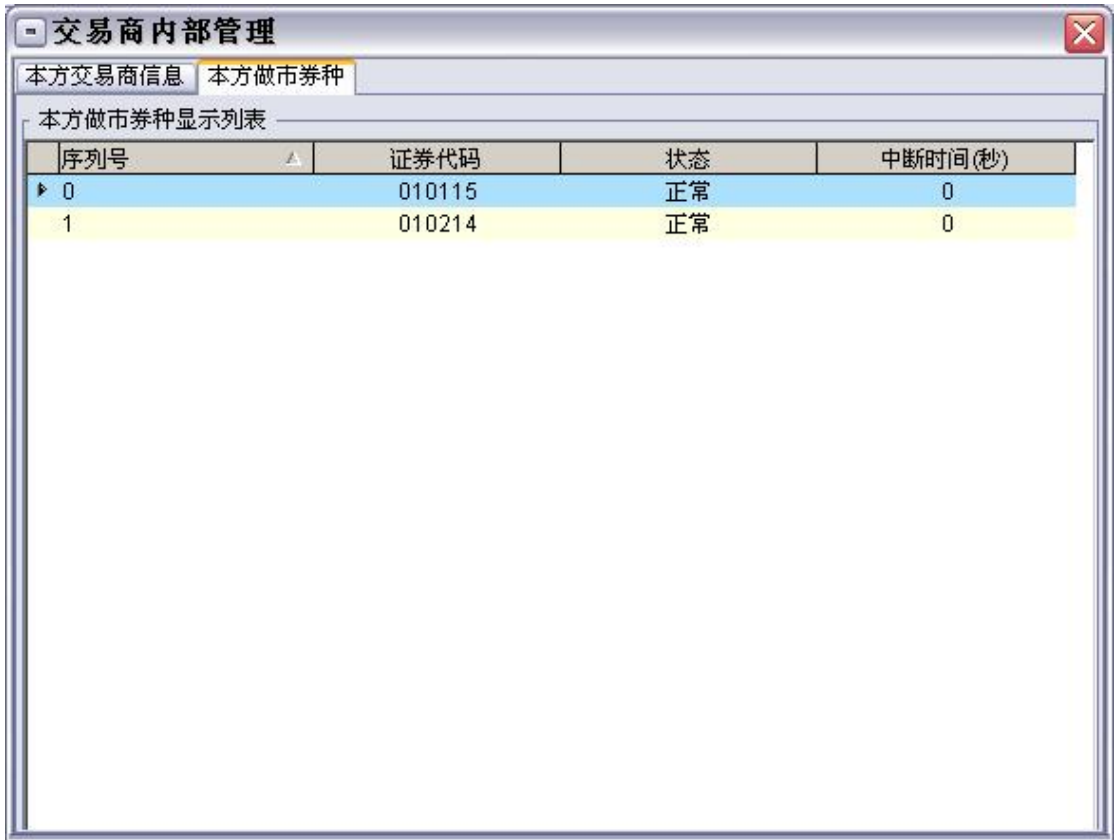 交易商内部管理
本方交易商信息 本方做市券种
本方做市券种显示列表
序列号 证券代码 状态 中断时间(秒)
0 010115 正常 0
1 010214 正常 0